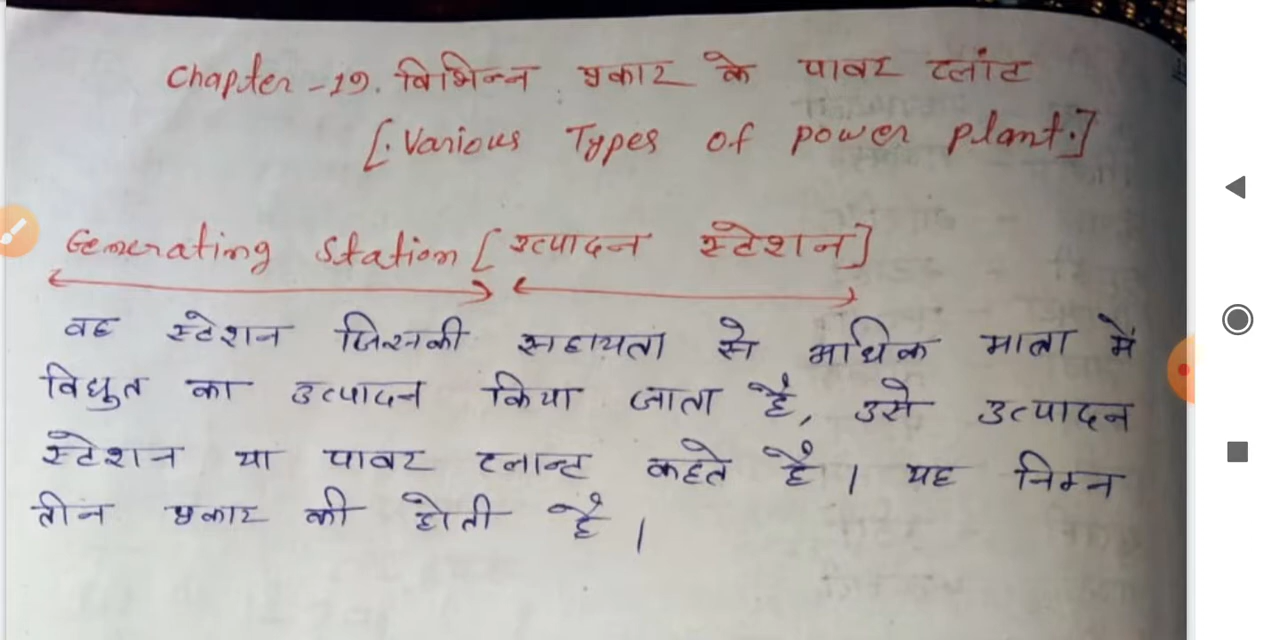 Chapter-19. विभिन्न प्रकार के पावर प्लांट
[. Various Types of power plant.]
Generating Station [उत्पादन स्टेशन]
वह स्टेशन जिसकी सहायता से अधिक मात्रा में
विधुत का उत्पादन किया जाता है, उसे उत्पादन
स्टेशन या पावर प्लान्ट कहते है। यह निम्न
तीन प्रकार की होती है।